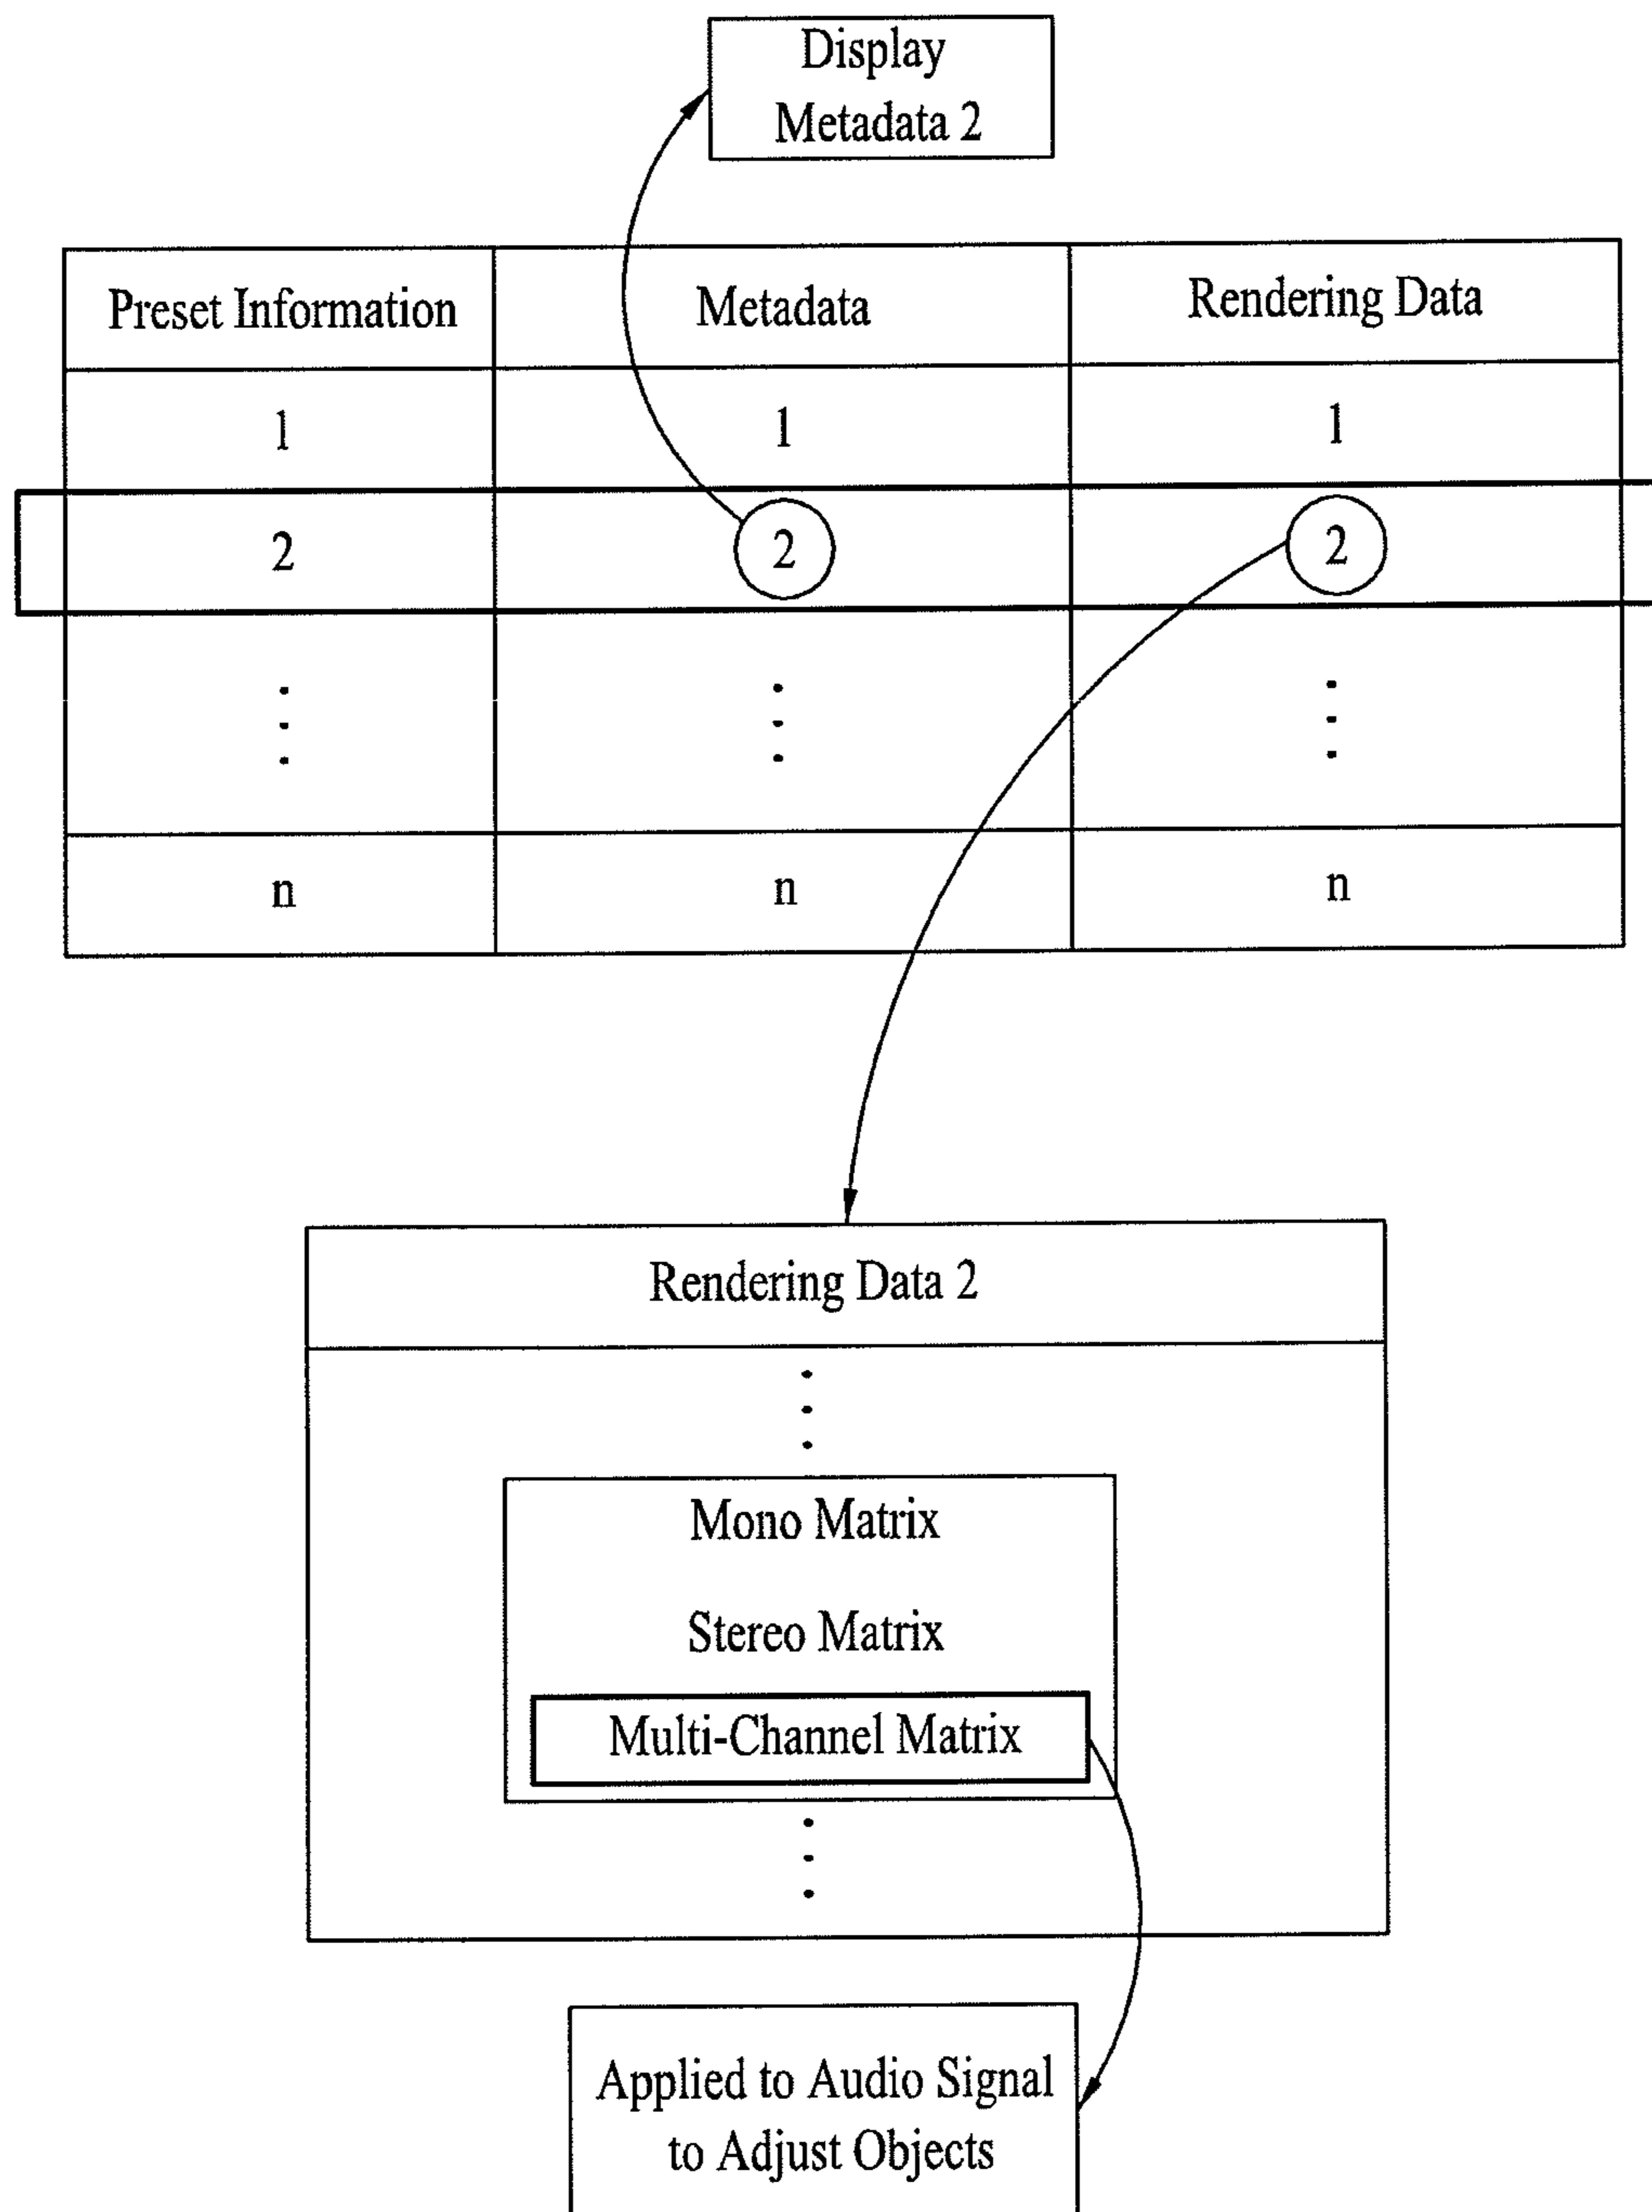 Display
Metadata 2
Preset Information Metadata Rendering Data
1 1 1
2 2 2
n n n
Rendering Data 2
Mono Matrix
Stereo Matrix
Multi-Channel Matrix
Applied to Audio Signal
to Adjust Objects